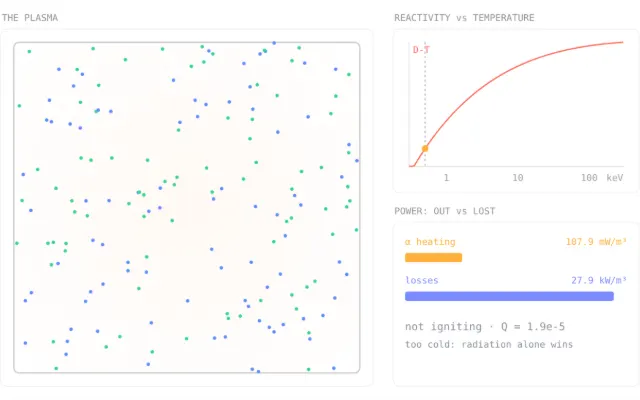 THE PLASMA
REACTIVITY vs TEMPERATURE
D-T
1 10 100 keV
POWER: OUT vs LOST
α heating 187.9 mW/m³
losses 27.9 kW/m³
not igniting · Q = 1.9e-5
too cold: radiation alone wins